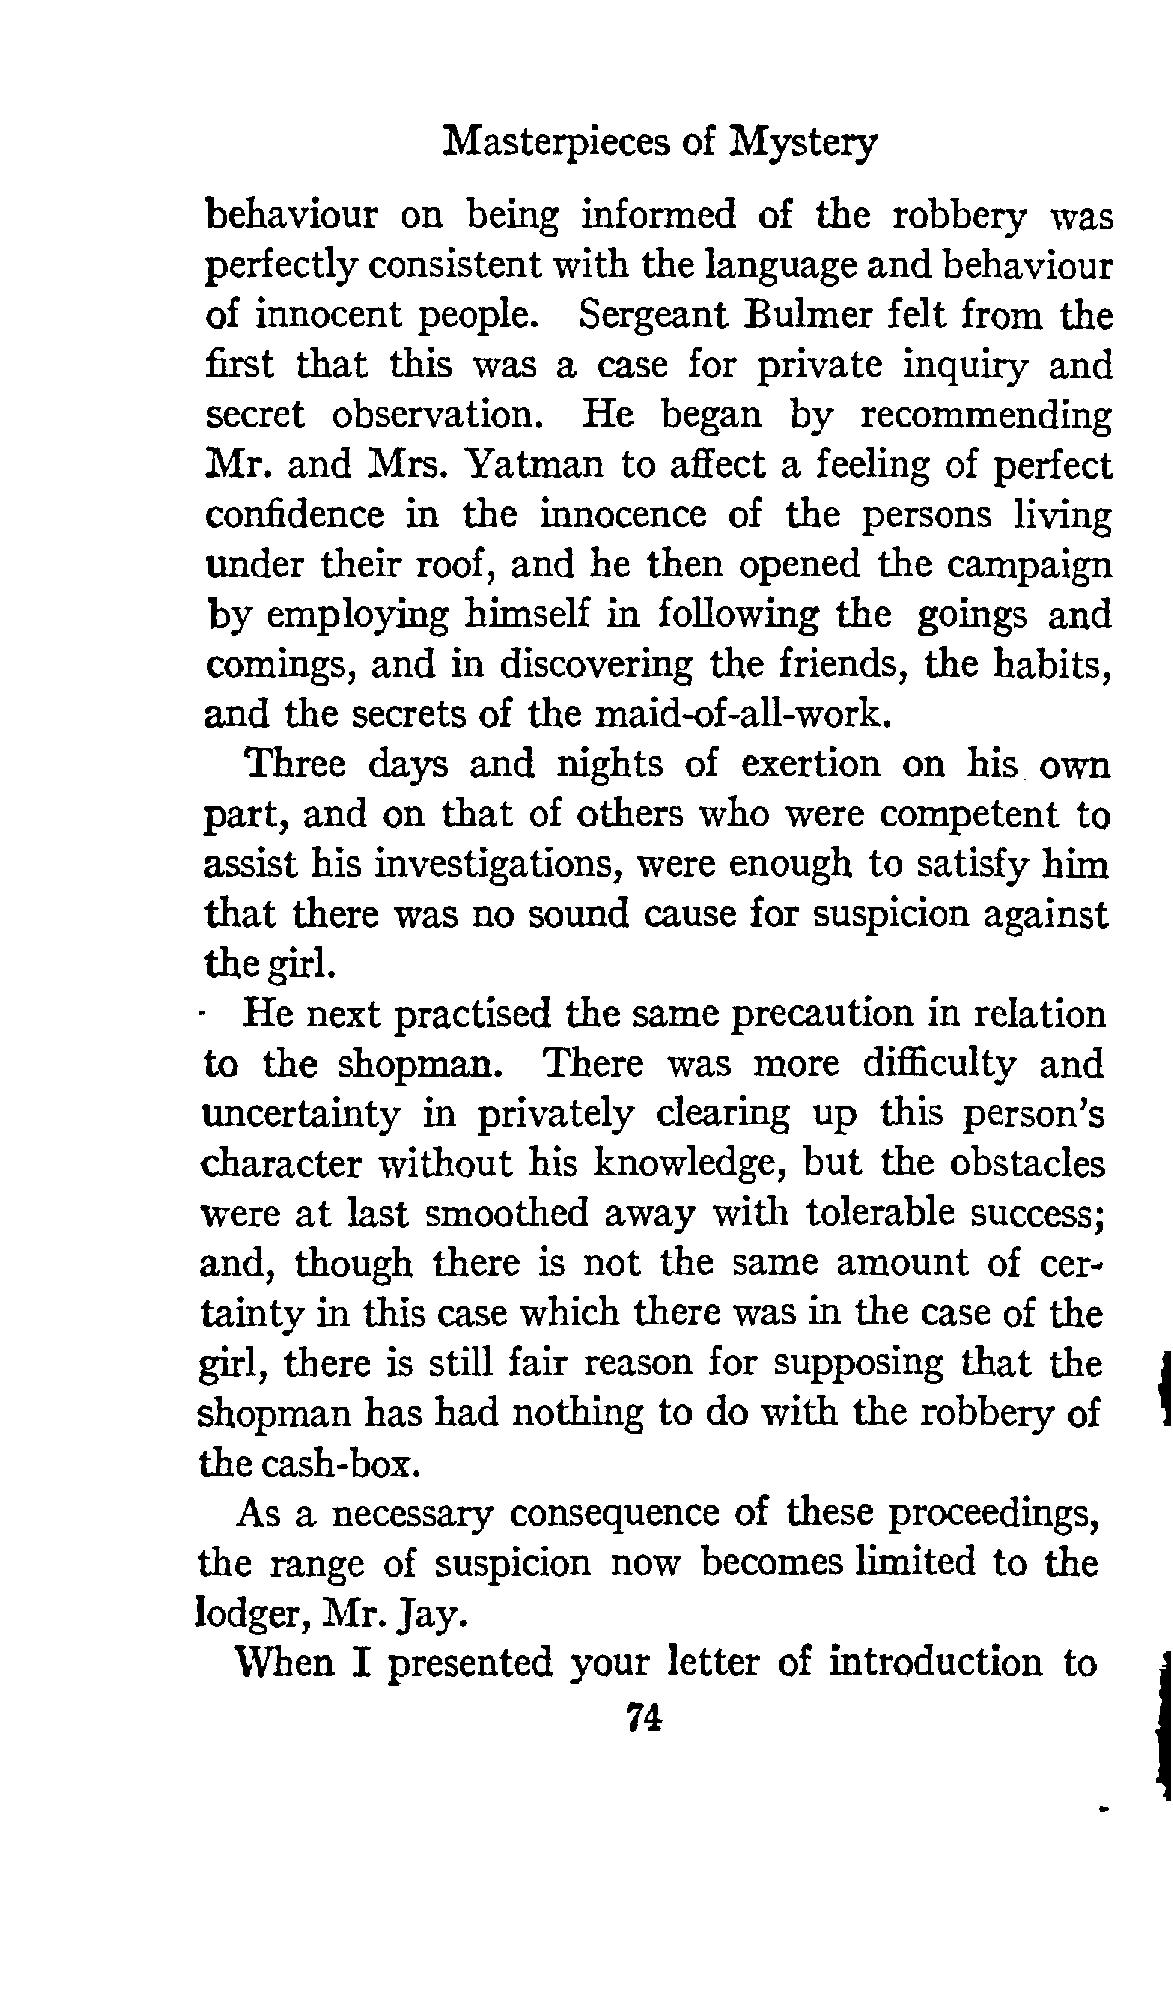 Masterpieces of Mystery
behaviour on being informed of the robbery was
perfectly consistent with the language and behaviour
of innocent people. Sergeant Bulmer felt from the
first that this was a case for private inquiry and
secret observation. He began by recommending
Mr. and Mrs. Yatman to affect a feeling of perfect
confidence in the innocence of the persons living
under their roof, and he then opened the campaign
by employing himself in following the goings and
comings, and in discovering the friends, the habits,
and the secrets of the maid-of-all-work.
Three days and nights of exertion on his own
part, and on that of others who were competent to
assist his investigations, were enough to satisfy him
that there was no sound cause for suspicion against
the girl.
He next practised the same precaution in relation
to the shopman. There was more difficulty and
uncertainty in privately clearing up this person's
character without his knowledge, but the obstacles
were at last smoothed away with tolerable success;
and, though there is not the same amount of cer-
tainty in this case which there was in the case of the
girl, there is still fair reason for supposing that the
shopman has had nothing to do with the robbery of
the cash-box.
As a necessary consequence of these proceedings,
the range of suspicion now becomes limited to the
lodger, Mr. Jay.
When I presented your letter of introduction to
74